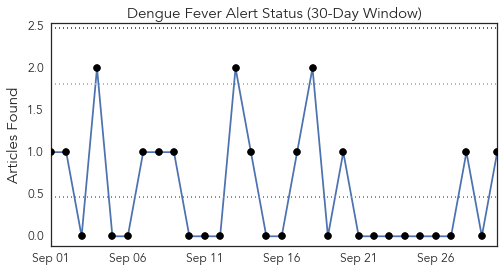 Dengue Fever Alert Status (30-Day Window)
Articles Found
2.5
2.0
1.5
1.0
0.5
0.0
Sep 01 Sep 06 Sep 11 Sep 16 Sep 21 Sep 26